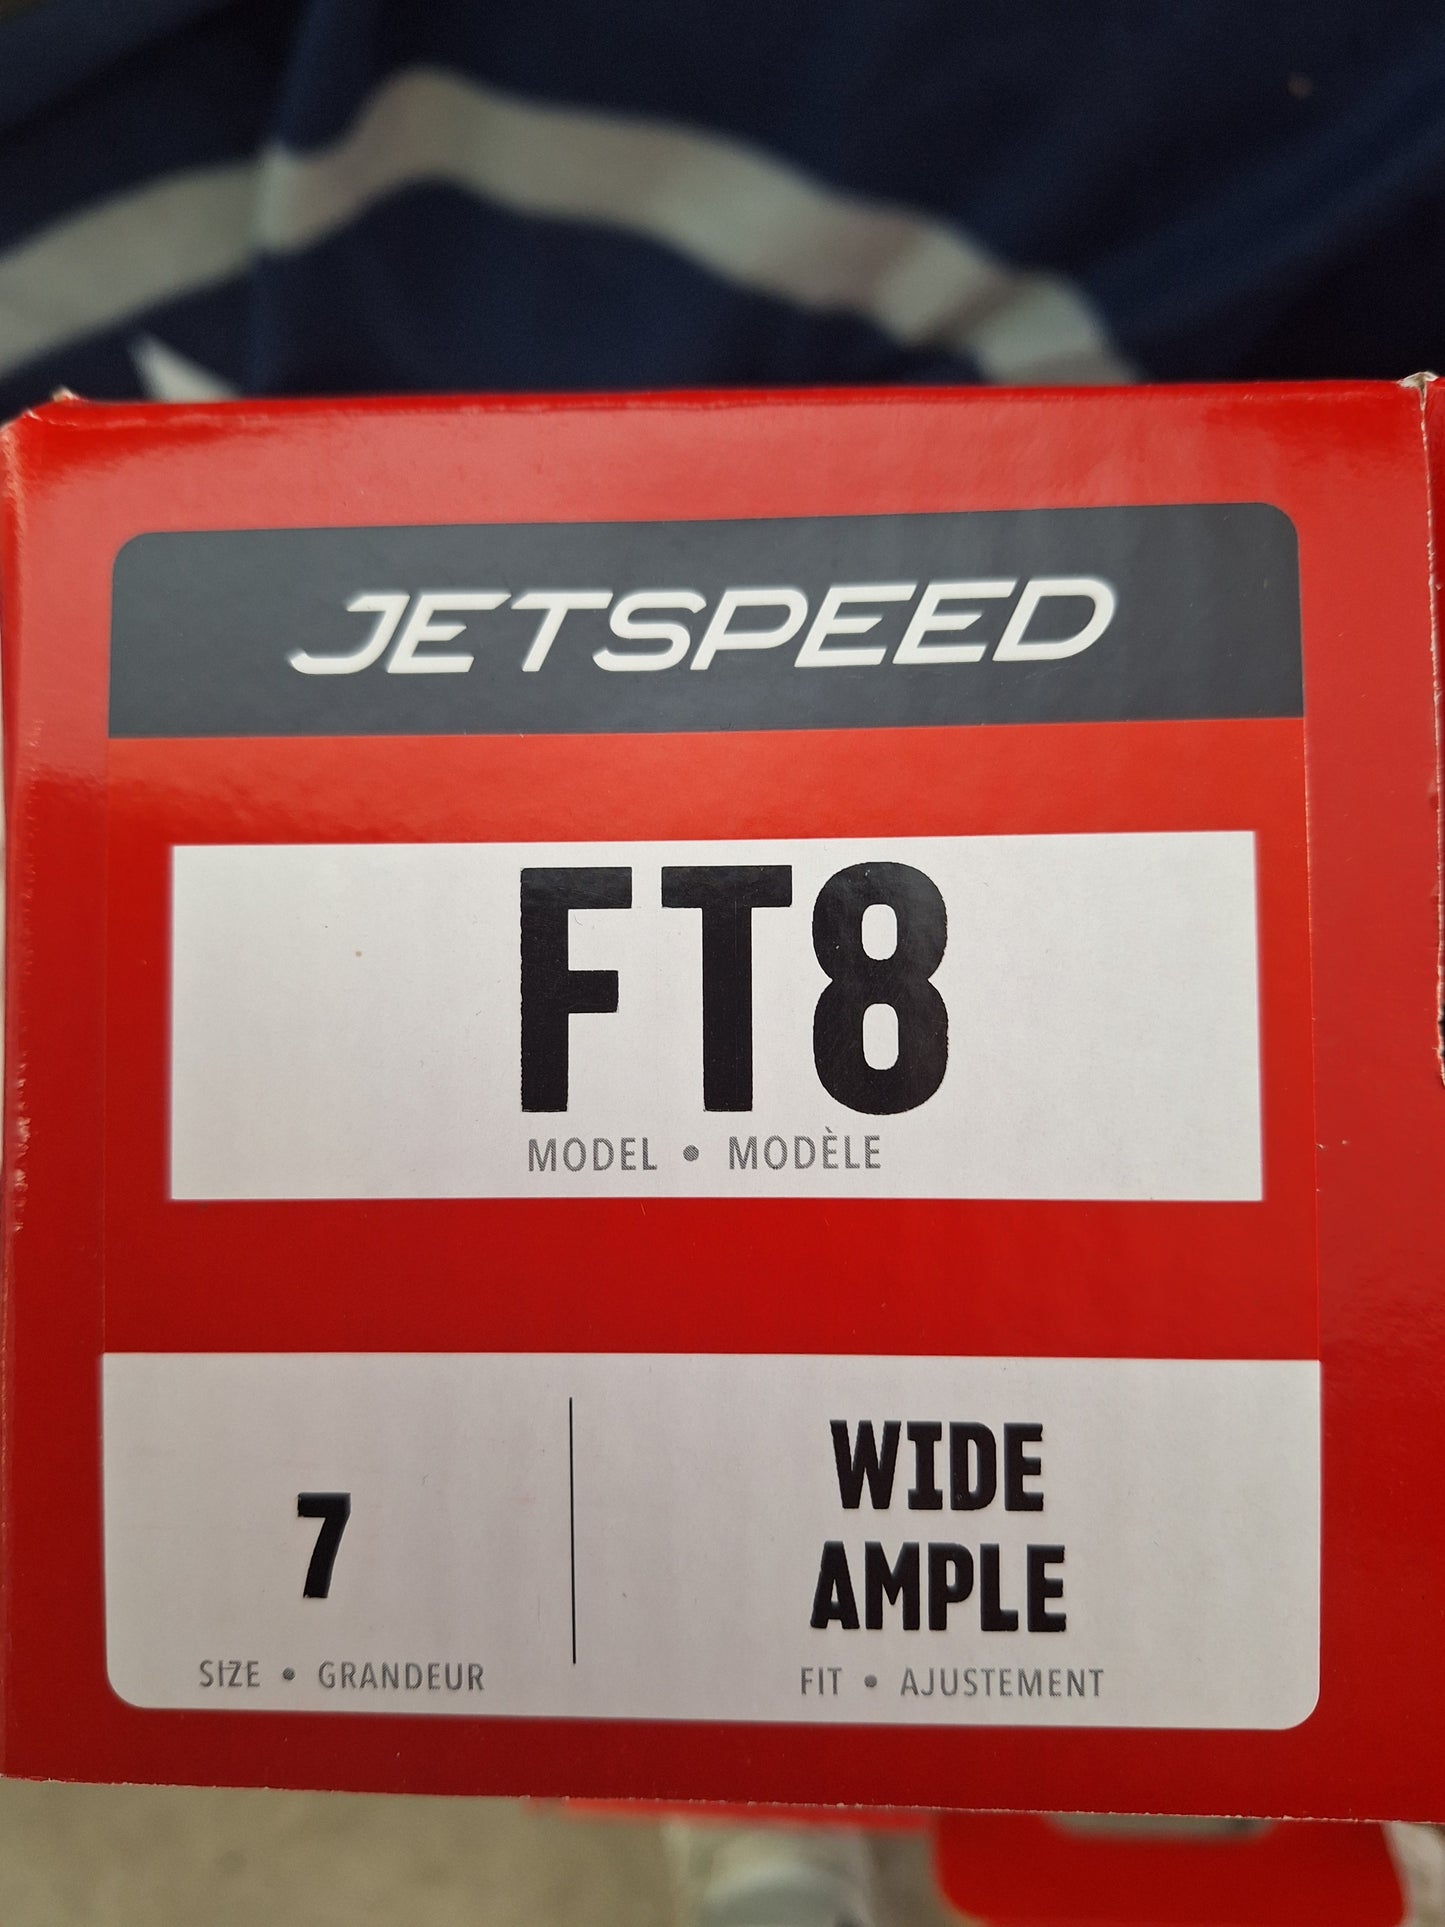 JETSPEED
FT8
MODEL • MODÈLE
7
SIZE • GRANDEUR
WIDE
AMPLE
FIT • AJUSTEMENT